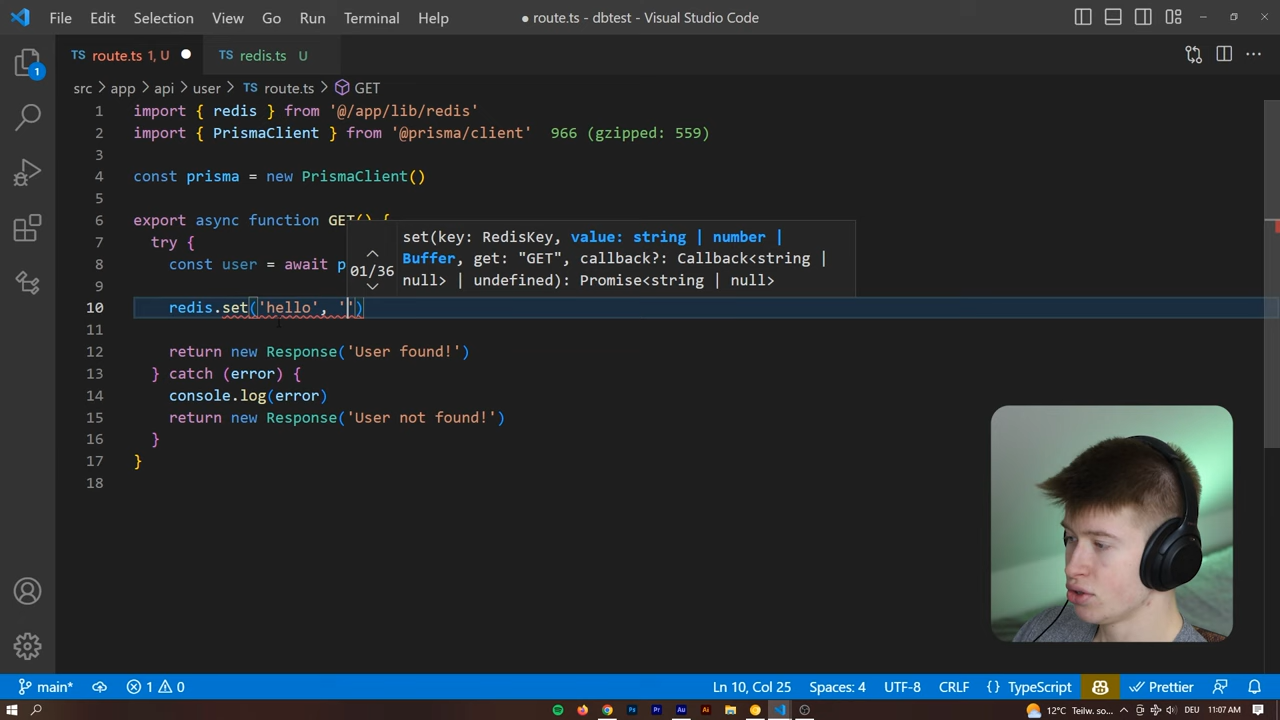 File Edit Selection View Go Run Terminal Help ● route.ts - dbtest - Visual Studio Code
TS route.ts 1, U ● TS redis.ts U
src > app > api > user > TS route.ts > GET
1 import { redis } from '@/app/lib/redis'
2 import { PrismaClient } from '@prisma/client' 966 (gzipped: 559)
3
4 const prisma = new PrismaClient()
5
6 export async function GET() {
7 try {
8 const user = await p
9
set(key: RedisKey, value: string | number |
01/36 Buffer, get: "GET", callback?: Callback<string |
null> | undefined): Promise<string | null>
10 redis.set('hello', '')
11
12 return new Response('User found!')
13 } catch (error) {
14 console.log(error)
15 return new Response('User not found!')
16 }
17 }
18
1
main* 1 0 Ln 10, Col 25 Spaces: 4 UTF-8 CRLF {} TypeScript Prettier
Ps Pr Au Ai 12°C Teilw. so... DEU 11:07 AM